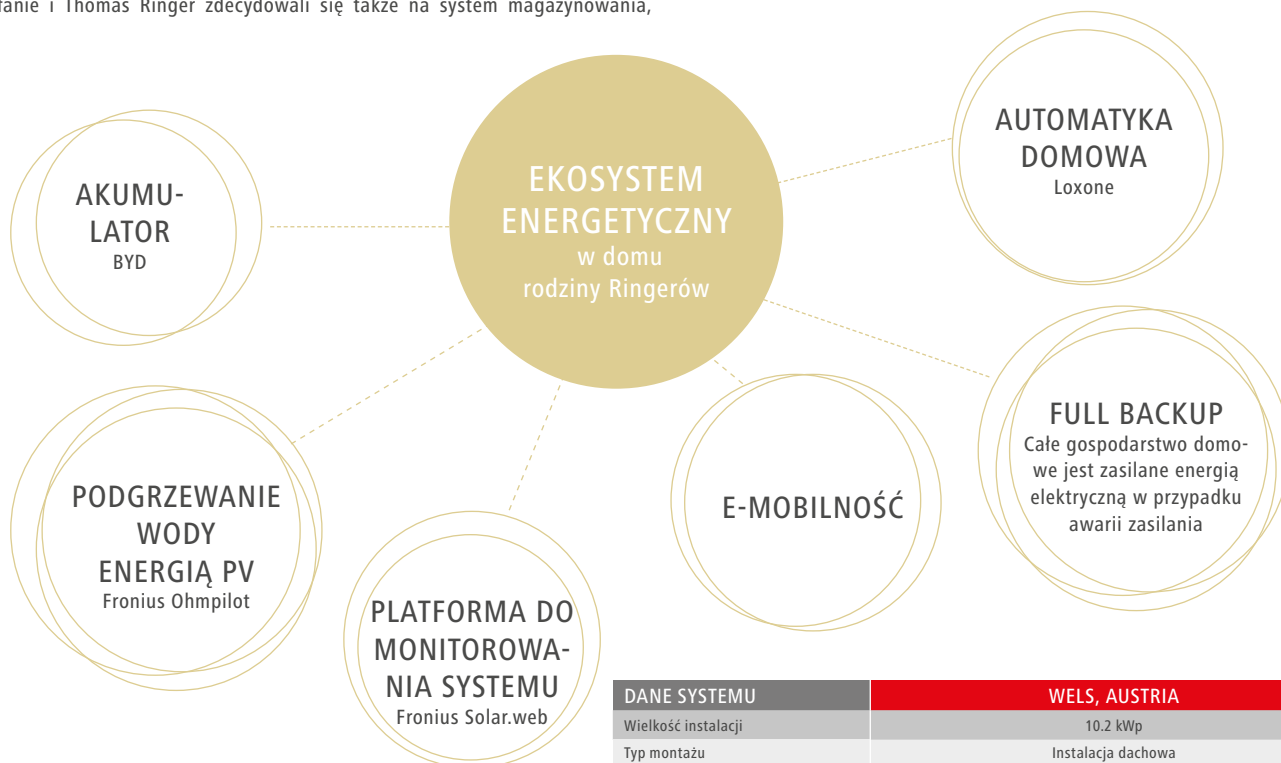 fanie i Thomas Ringer zdecydowali się także na system magazynowania,
EKOSYSTEM
ENERGETYCZNY
w domu
rodziny Ringerów
AKUMU-
LATOR
BYD
AUTOMATYKA
DOMOWA
Loxone
PODGRZEWANIE
WODY
ENERGIĄ PV
Fronius Ohmpilot
PLATFORMA DO
MONITOROWA-
NIA SYSTEMU
Fronius Solar.web
E-MOBILNOŚĆ
FULL BACKUP
Całe gospodarstwo domo-
we jest zasilane energią
elektryczną w przypadku
awarii zasilania
DANE SYSTEMU WELS, AUSTRIA
Wielkość instalacji 10.2 kWp
Typ montażu Instalacja dachowa